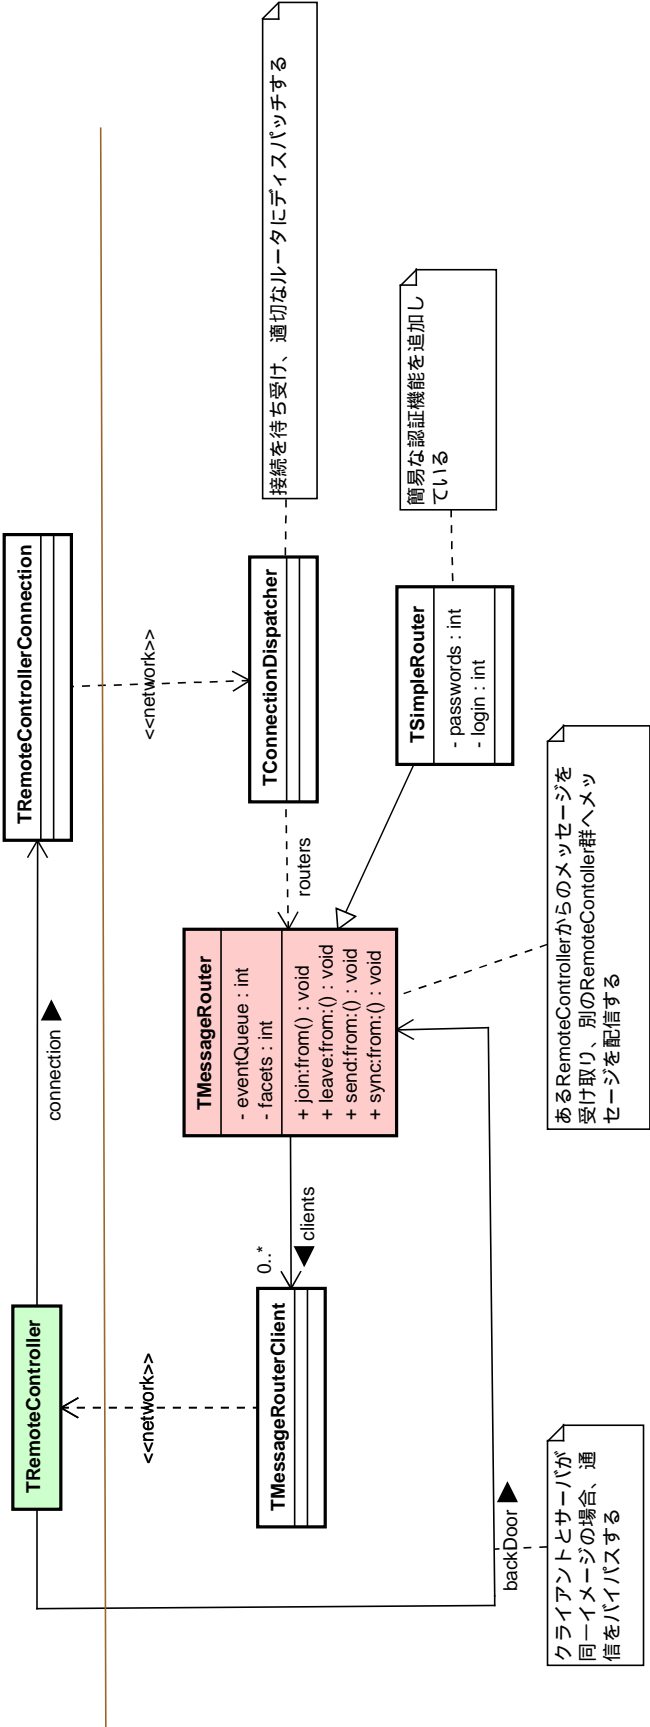 TRemoteController
connection
TRemoteControllerConnection
<<network>>
<<network>>
TMessageRouterClient
0..*
clients
TMessageRouter
- eventQueue : int
- facets : int
+ join:from() : void
+ leave:from:() : void
+ send:from:() : void
+ sync:from:() : void
routers
TConnectionDispatcher
接続を待ち受け、適切なルータにディスパッチする
TSimpleRouter
- passwords : int
- login : int
簡易な認証機能を追加し
ている
backDoor
クライアントとサーバが
同一イメージの場合、通
信をバイパスする
あるRemoteControllerからのメッセージを
受け取り、別のRemoteContoller群へメッ
セージを配信する